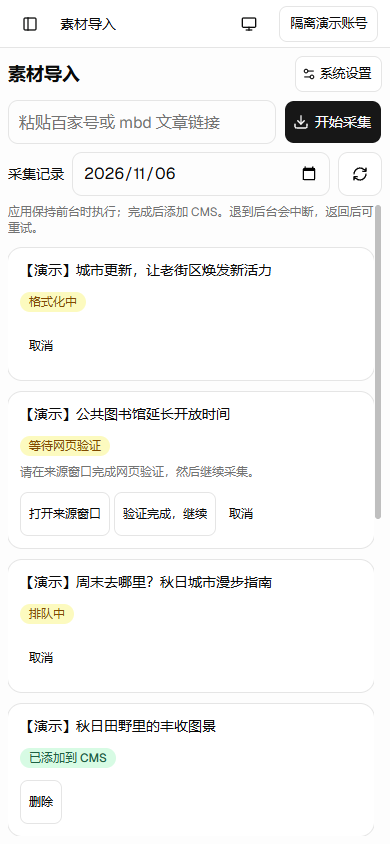 素材导入
隔离演示账号
素材导入
系统设置
粘贴百家号或 mbd 文章链接
开始采集
采集记录
2026/11/06
应用保持前台时执行；完成后添加 CMS。退到后台会中断，返回后可
重试。
【演示】城市更新，让老街区焕发新活力
格式化中
取消
【演示】公共图书馆延长开放时间
等待网页验证
请在来源窗口完成网页验证，然后继续采集。
打开来源窗口
验证完成，继续
取消
【演示】周末去哪里？秋日城市漫步指南
排队中
取消
【演示】秋日田野里的丰收图景
已添加到 CMS
删除